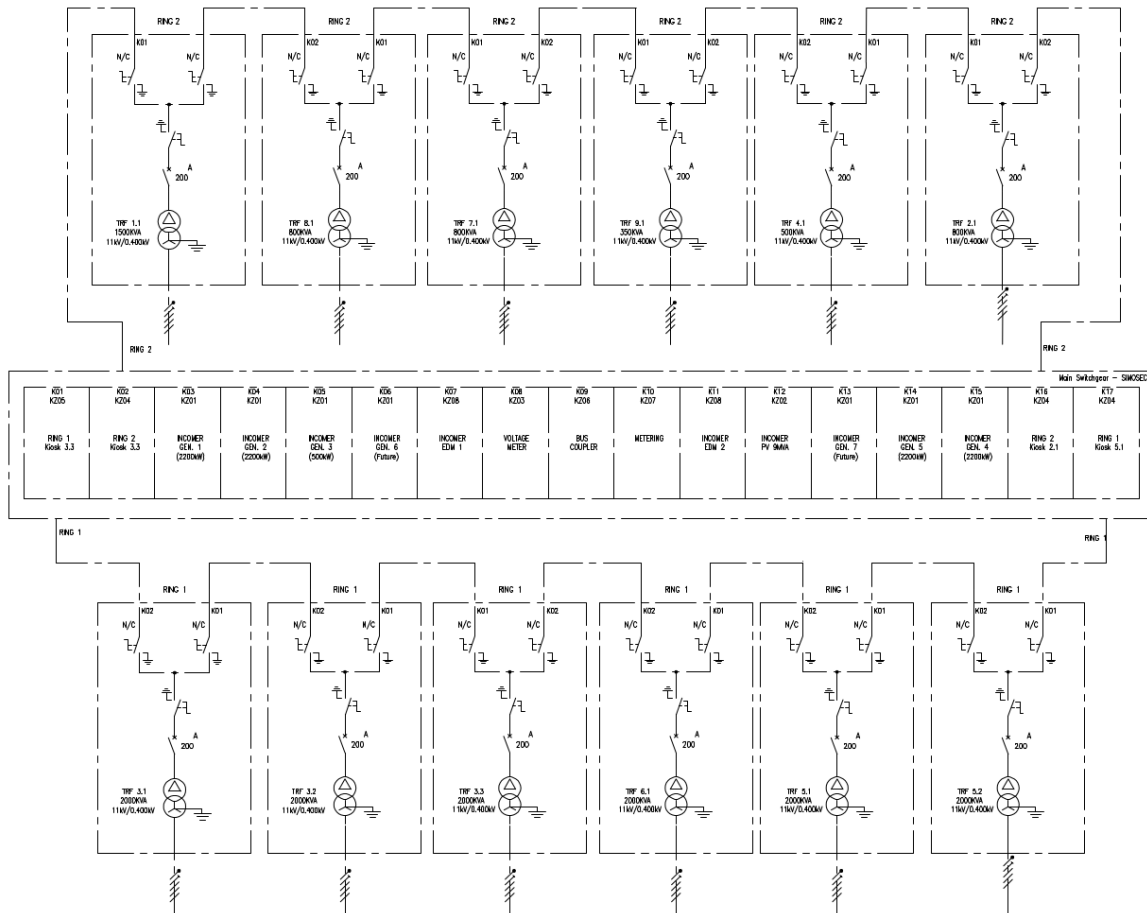 RING 2 RING 2 RING 2 RING 2 RING 2
K01 K02 K01 K01 K02 K01 K02 K02 K01 K01 K02
N/C N/C N/C N/C N/C N/C
A A A A A
200 200 200 200 200 200
TRF 1.1 TRF 8.1 TRF 7.1 TRF 9.1 TRF 4.1 TRF 2.1
1500KVA 800KVA 800KVA 350KVA 500KVA 800KVA
11kV/0.400kV 11kV/0.400kV 11kV/0.400kV 11kV/0.400kV 11kV/0.400kV 11kV/0.400kV
RING 2 RING 2
Main Switchgear - SIMOSEC
K01 K02 K03 K04 K05 K06 K07 K08 K09 K10 K11 K12 K13 K14 K15 K16 K17
KZ05 KZ04 KZ01 KZ01 KZ01 KZ01 KZ08 KZ03 KZ06 KZ07 KZ08 KZ02 KZ01 KZ01 KZ01 KZ04 KZ04
RING 1 RING 2 INCOMER INCOMER INCOMER INCOMER INCOMER VOLTAGE BUS METERING INCOMER INCOMER INCOMER INCOMER INCOMER RING 2 RING 1
Kiosk 3.3 Kiosk 3.3 GEN. 1 GEN. 2 GEN. 3 GEN. 6 EDM 1 METER COUPLER EDM 2 PV 9MVA GEN. 7 GEN. 5 GEN. 4 Kiosk 2.1 Kiosk 5.1
(2200kW) (2200kW) (500kW) (Future) (Future) (2200kW) (2200kW)
RING 1 RING 1
RING 1 RING 1 RING 1 RING 1 RING 1 RING 1
K02 K01 K02 K01 K01 K02 K02 K01 K02 K01 K02 K01
N/C N/C N/C N/C N/C N/C
A A A A A
200 200 200 200 200 200
TRF 3.1 TRF 3.2 TRF 3.3 TRF 6.1 TRF 5.1 TRF 5.2
2000KVA 2000KVA 2000KVA 2000KVA 2000KVA 2000KVA
11kV/0.400kV 11kV/0.400kV 11kV/0.400kV 11kV/0.400kV 11kV/0.400kV 11kV/0.400kV